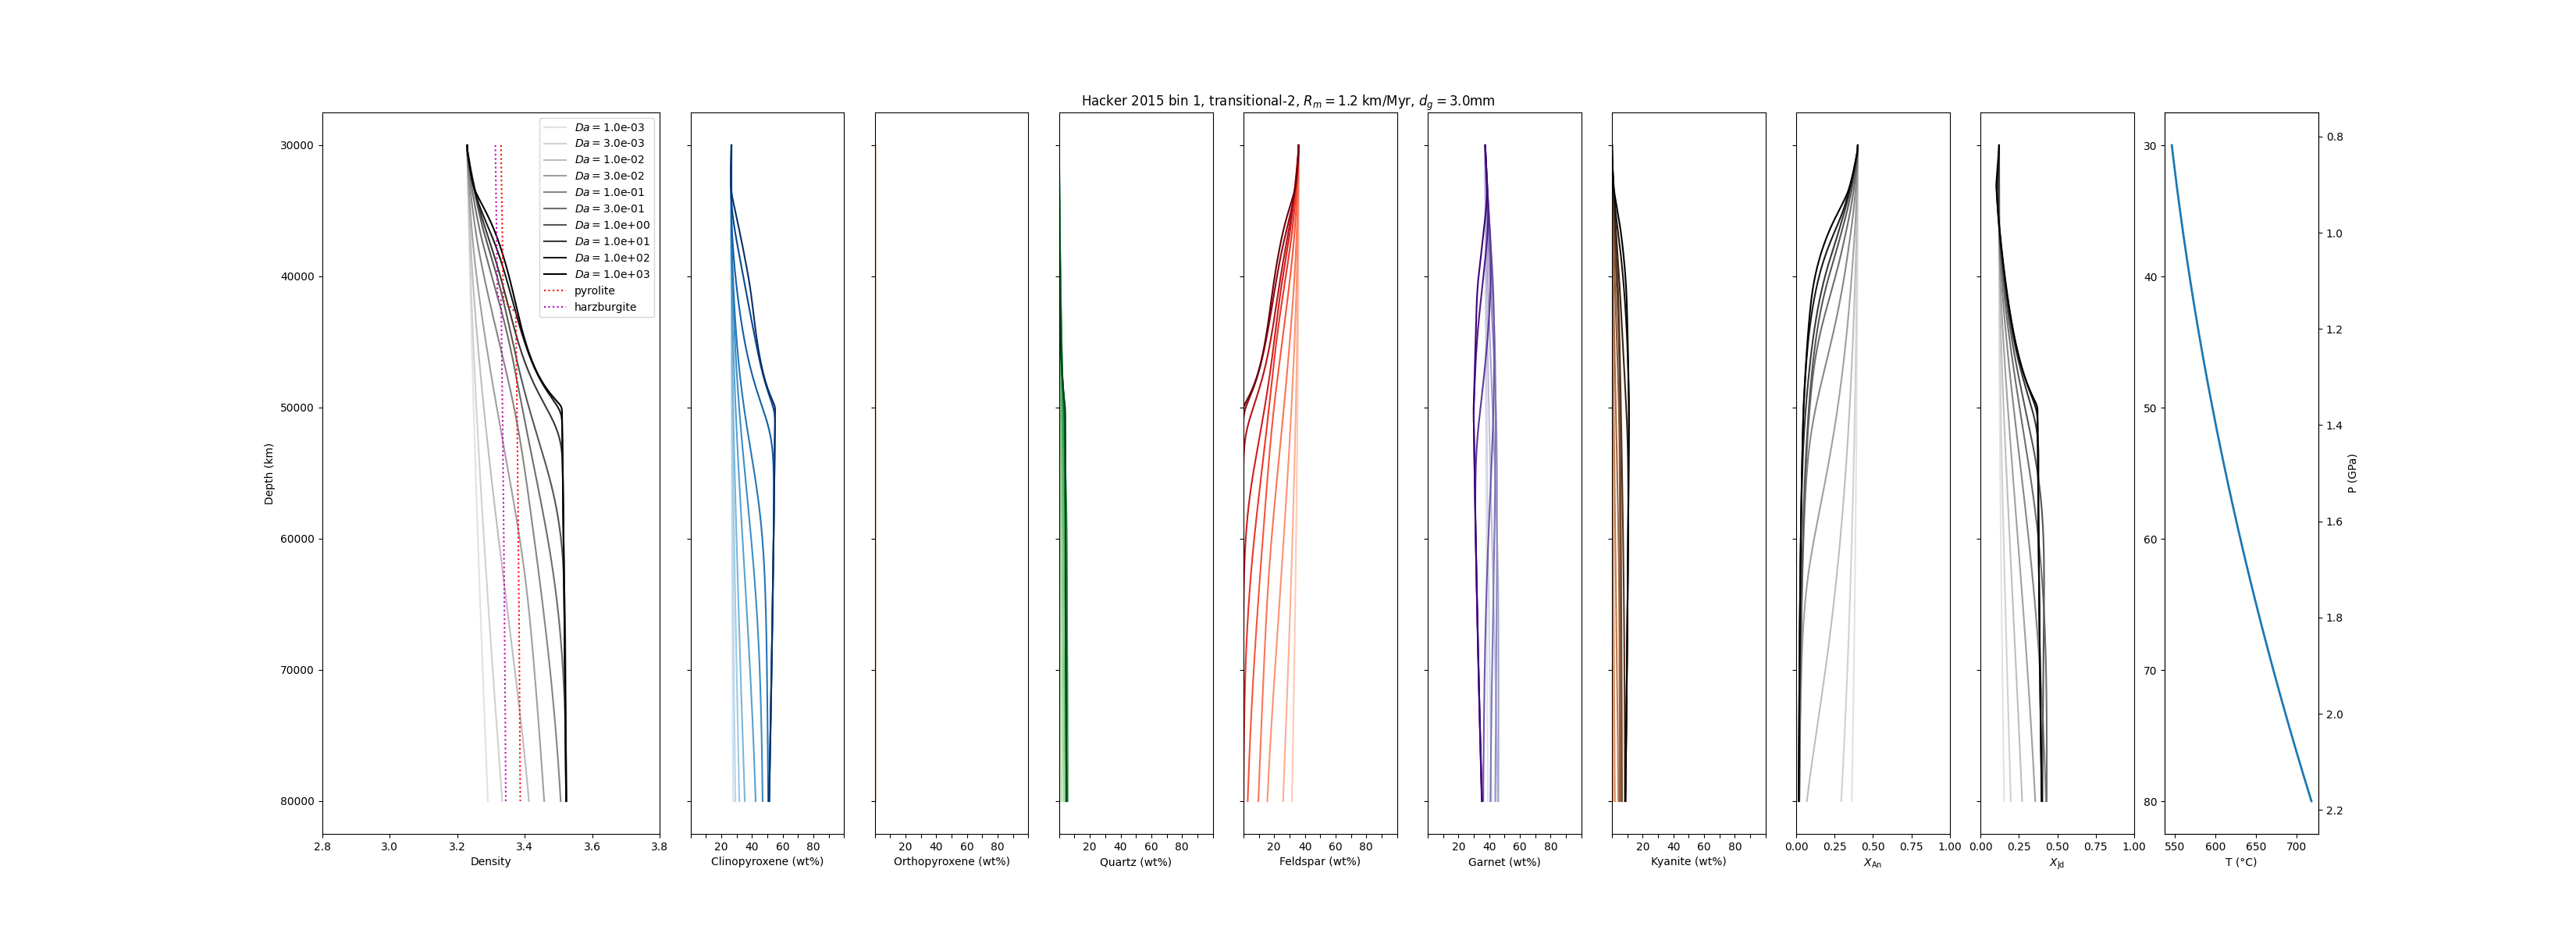 Hacker 2015 bin 1, transitional-2, Rm = 1.2 km/Myr, dg = 3.0mm
Da = 1.0e-03
Da = 3.0e-03
Da = 1.0e-02
Da = 3.0e-02
Da = 1.0e-01
Da = 3.0e-01
Da = 1.0e+00
Da = 1.0e+01
Da = 1.0e+02
Da = 1.0e+03
pyrolite
harzburgite
30000
40000
50000
60000
70000
80000
Depth (km)
2.8 3.0 3.2 3.4 3.6 3.8
Density
20 40 60 80
Clinopyroxene (wt%)
20 40 60 80
Orthopyroxene (wt%)
20 40 60 80
Quartz (wt%)
20 40 60 80
Feldspar (wt%)
20 40 60 80
Garnet (wt%)
20 40 60 80
Kyanite (wt%)
0.00 0.25 0.50 0.75 1.00
XAn
0.00 0.25 0.50 0.75 1.00
XJd
30
40
50
60
70
80
550 600 650 700
T (°C)
0.8
1.0
1.2
1.4
1.6
1.8
2.0
2.2
P (GPa)